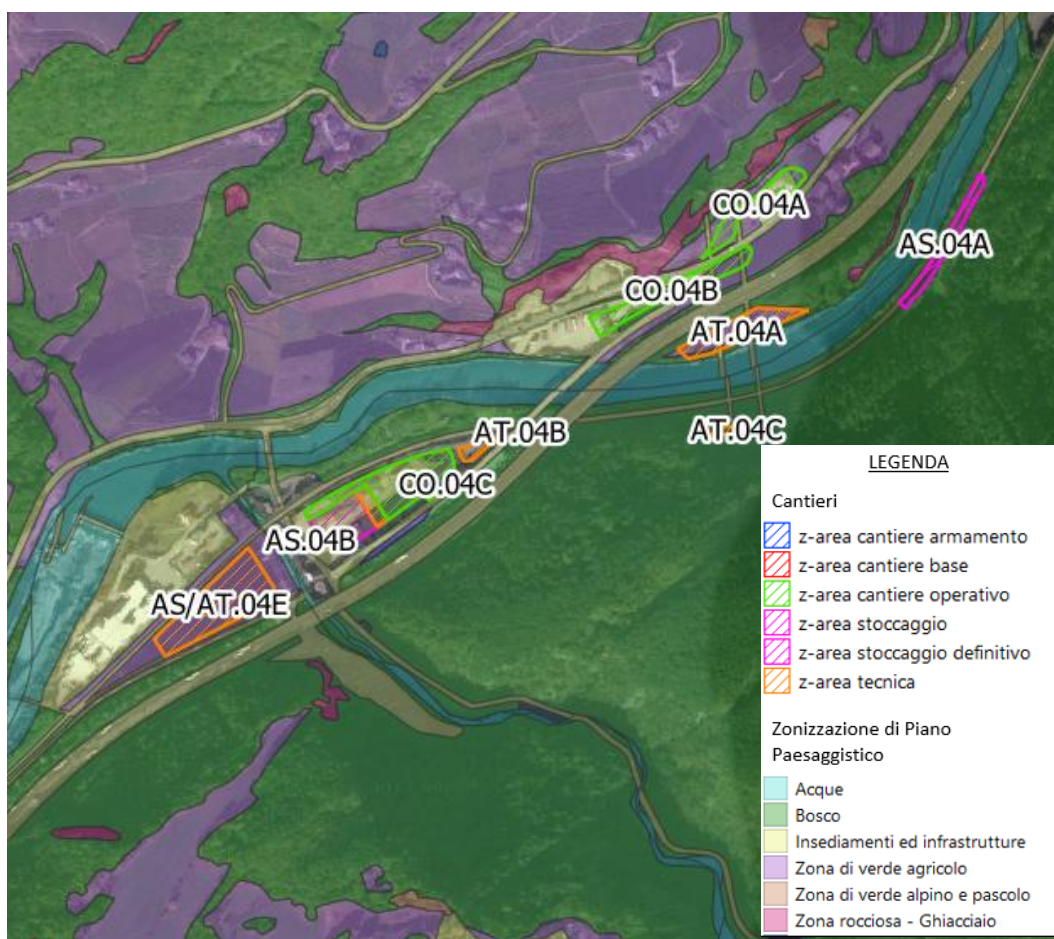 CO.04A
AS.04A
CO.04B
AT.04A
AT.04B
AT.04C
CO.04C
AS.04B
AS/AT.04E
LEGENDA
Cantieri
z-area cantiere armamento
z-area cantiere base
z-area cantiere operativo
z-area stoccaggio
z-area stoccaggio definitivo
z-area tecnica
Zonizzazione di Piano
Paesaggistico
Acque
Bosco
Insediamenti ed infrastrutture
Zona di verde agricolo
Zona di verde alpino e pascolo
Zona rocciosa - Ghiacciaio